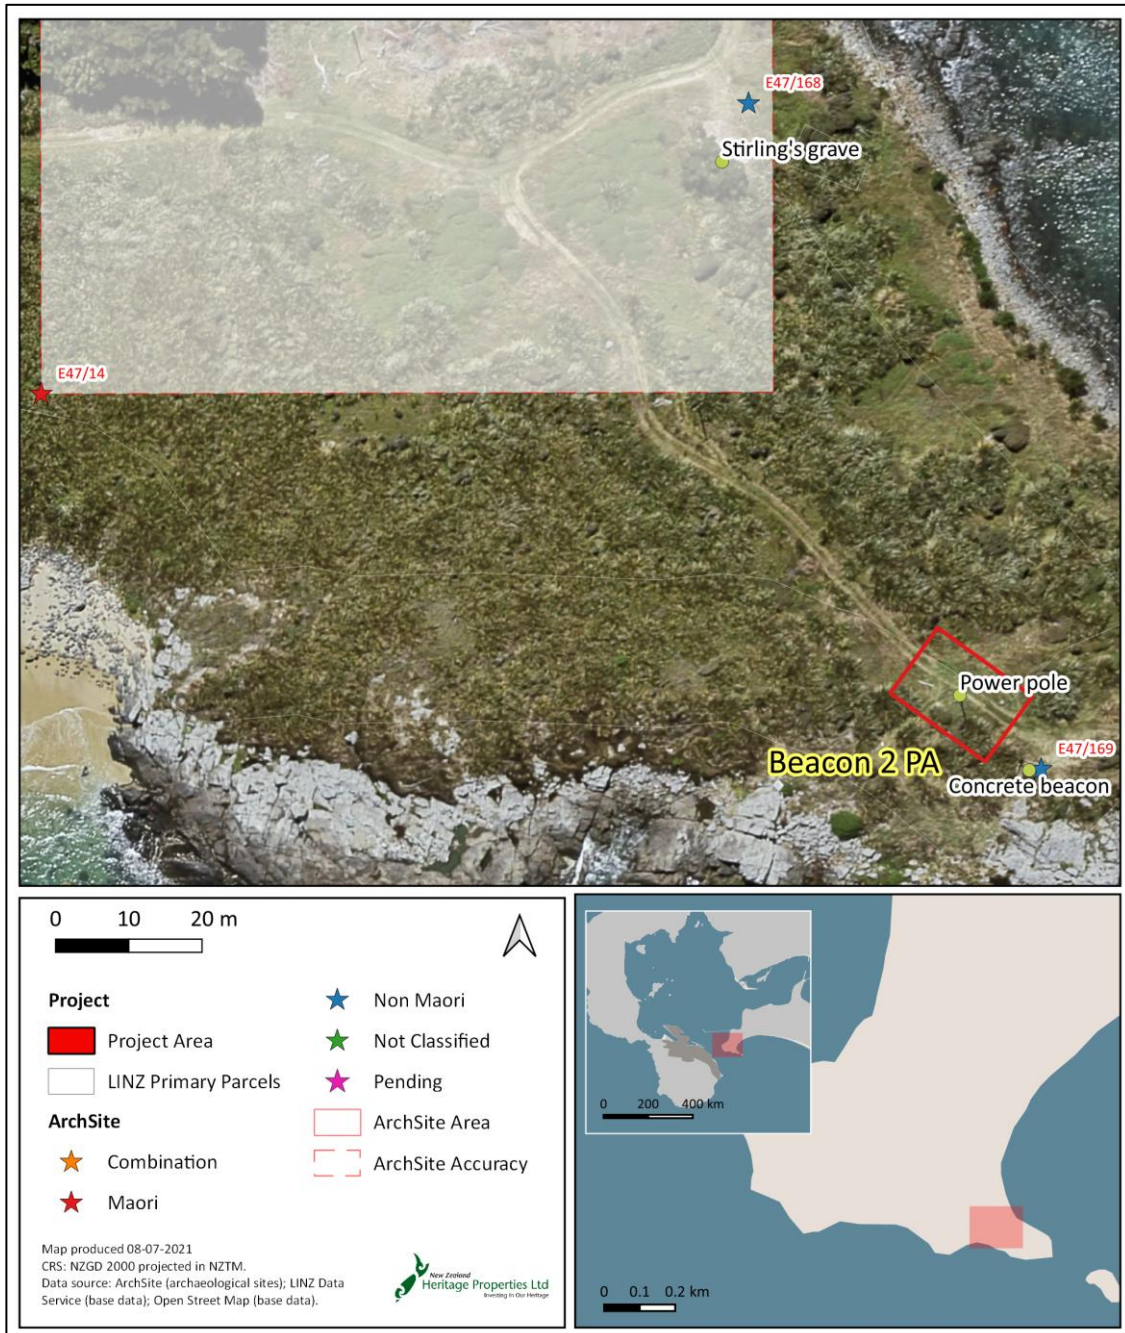 E47/168
Stirling's grave
E47/14
Power pole
Beacon 2 PA
E47/169
Concrete beacon
0 10 20 m
Project
Project Area
LINZ Primary Parcels
ArchSite
Combination
Maori
Non Maori
Not Classified
Pending
ArchSite Area
ArchSite Accuracy
Map produced 08-07-2021
CRS: NZGD 2000 projected in NZTM.
Data source: ArchSite (archaeological sites); LINZ Data
Service (base data); Open Street Map (base data).
New Zealand
Heritage Properties Ltd
Investing In Our Heritage
0 200 400 km
0 0.1 0.2 km